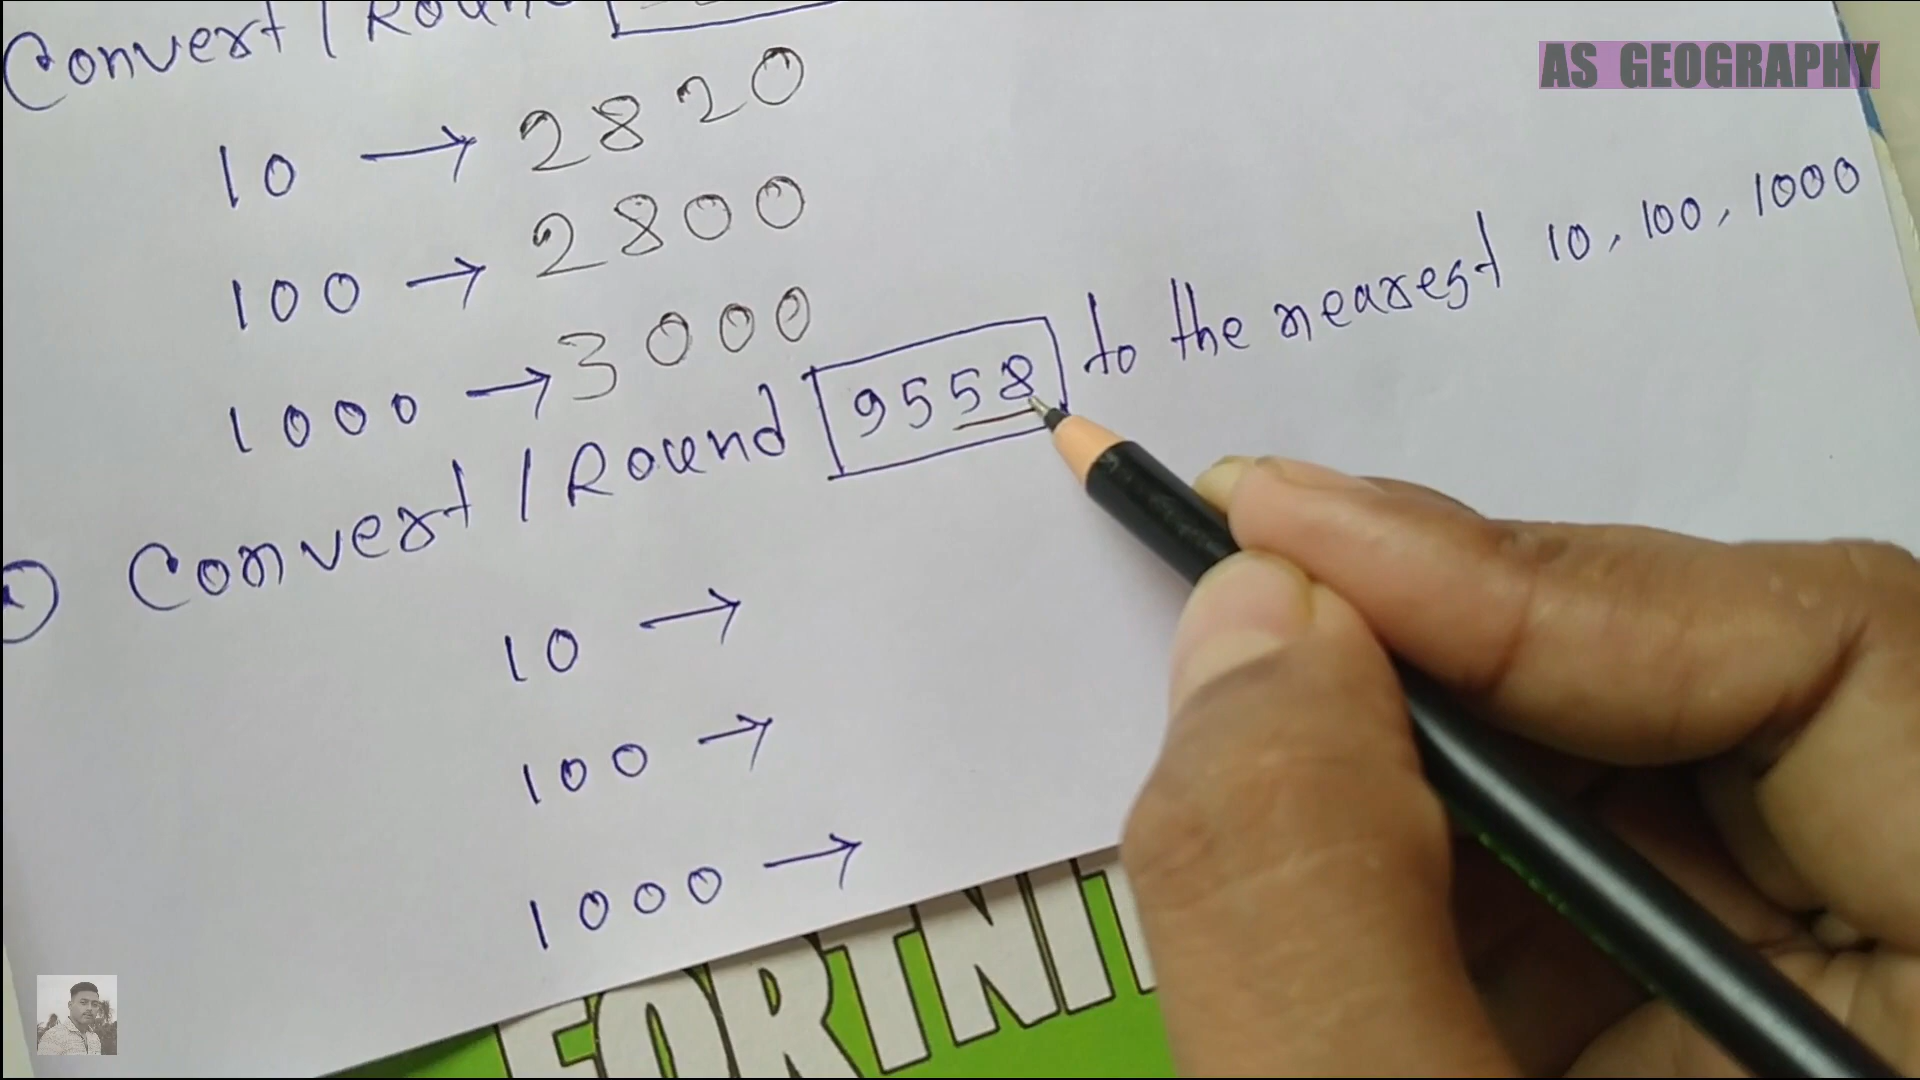 Convert / Round
10 → 2820
100 → 2800
1000 → 3000
Convert / Round 9558 to the nearest 10, 100, 1000
10 →
100 →
1000 →
AS GEOGRAPHY